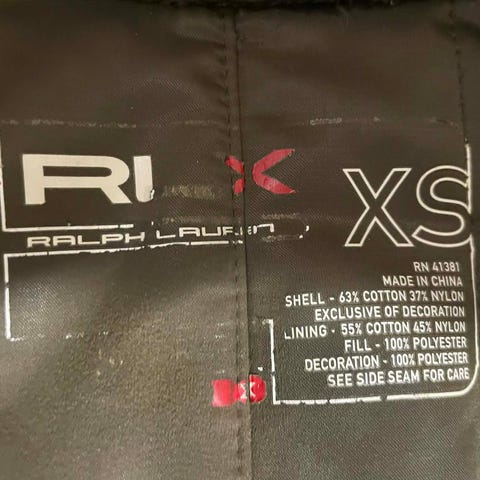 RL X
RALPH LAUREN
XS
RN 41381
MADE IN CHINA
SHELL - 63% COTTON 37% NYLON
EXCLUSIVE OF DECORATION
LINING - 55% COTTON 45% NYLON
FILL - 100% POLYESTER
DECORATION - 100% POLYESTER
SEE SIDE SEAM FOR CARE